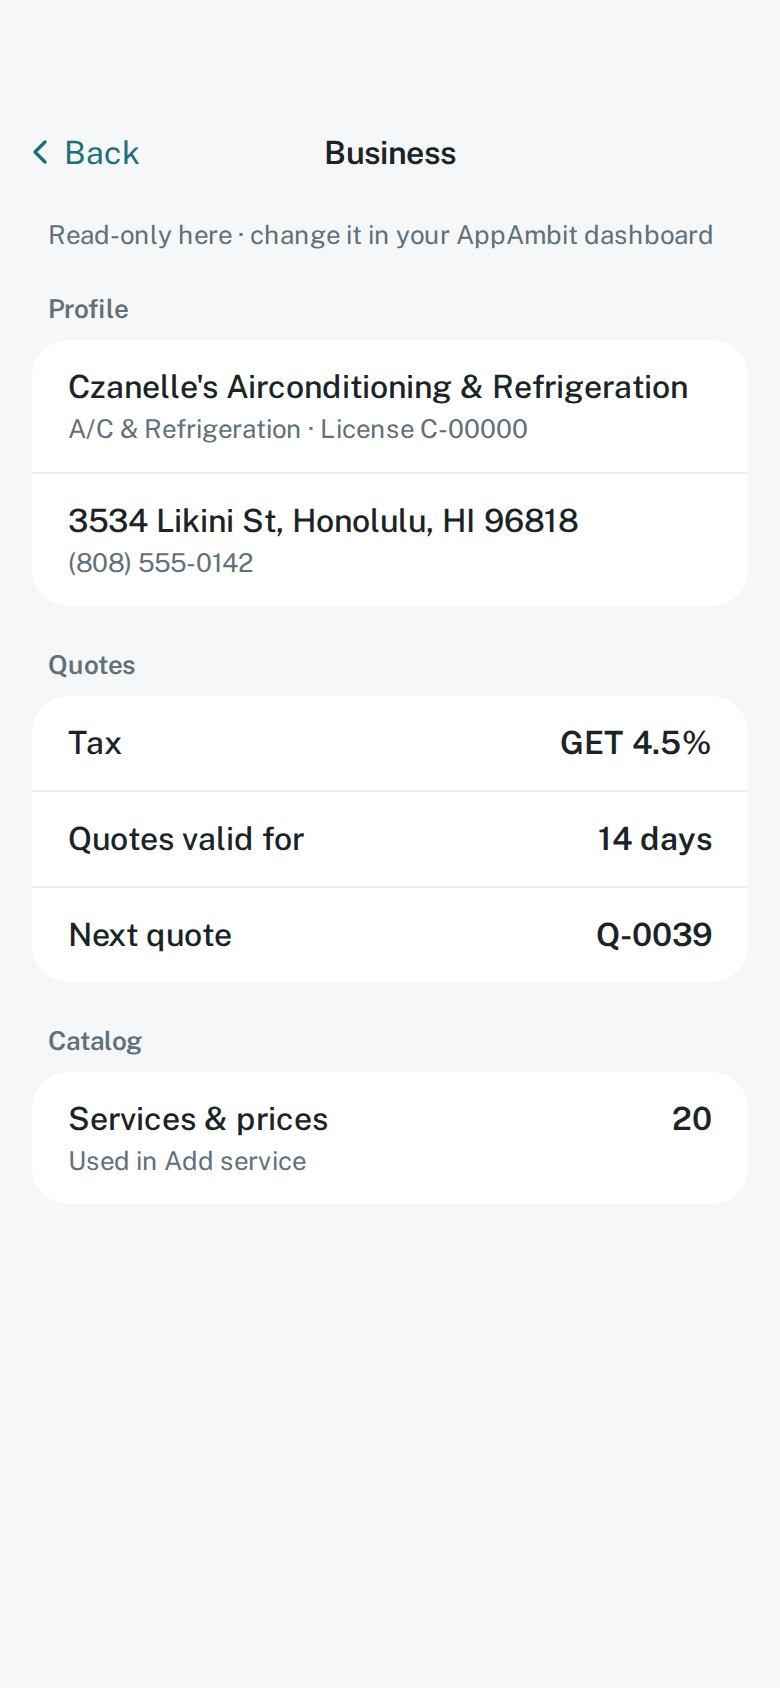 Back
Business
Read-only here · change it in your AppAmbit dashboard
Profile
Czanelle's Airconditioning & Refrigeration
A/C & Refrigeration · License C-00000
3534 Likini St, Honolulu, HI 96818
(808) 555-0142
Quotes
Tax GET 4.5%
Quotes valid for 14 days
Next quote Q-0039
Catalog
Services & prices 20
Used in Add service